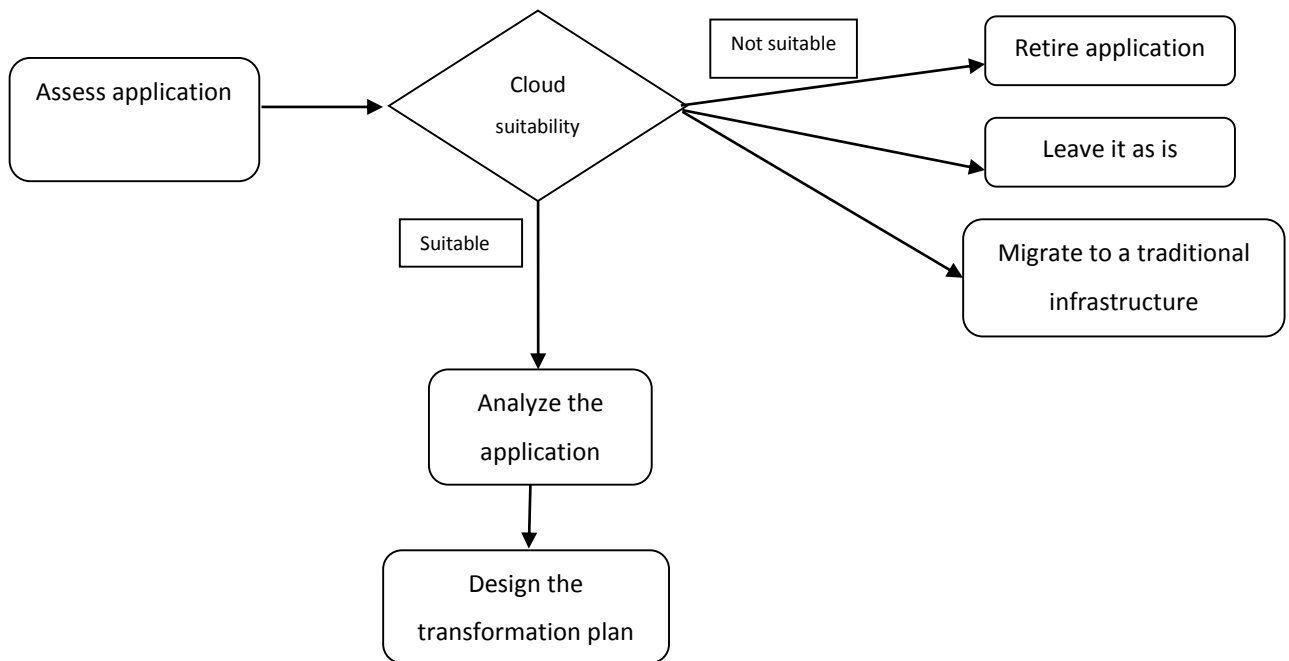 Assess application
Cloud
suitability
Not suitable
Retire application
Leave it as is
Migrate to a traditional
infrastructure
Suitable
Analyze the
application
Design the
transformation plan